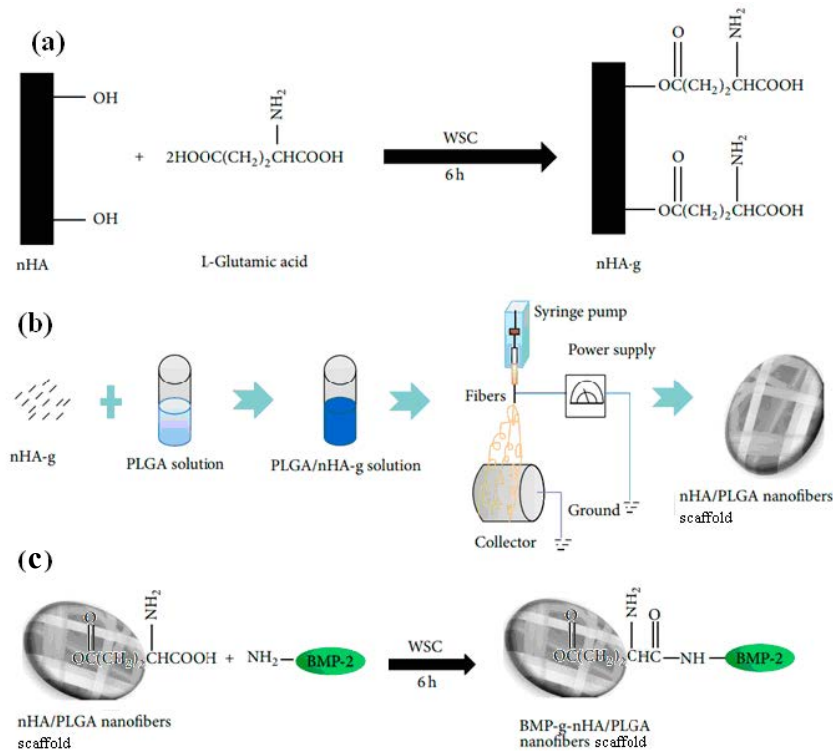 (a)
OH
OH
nHA
+
NH₂
2HOOC(CH₂)₂CHCOOH
L-Glutamic acid
WSC
6 h
O
NH₂
OC(CH₂)₂CHCOOH
O
NH₂
OC(CH₂)₂CHCOOH
nHA-g
(b)
nHA-g
PLGA solution
PLGA/nHA-g solution
Syringe pump
Power supply
Fibers
Ground
Collector
nHA/PLGA nanofibers
scaffold
(c)
O
NH₂
OC(CH₂)₂CHCOOH + NH₂ BMP-2
nHA/PLGA nanofibers
scaffold
WSC
6 h
O
NH₂
O
OC(CH₂)₂CHC NH BMP-2
BMP-g-nHA/PLGA
nanofibers scaffold